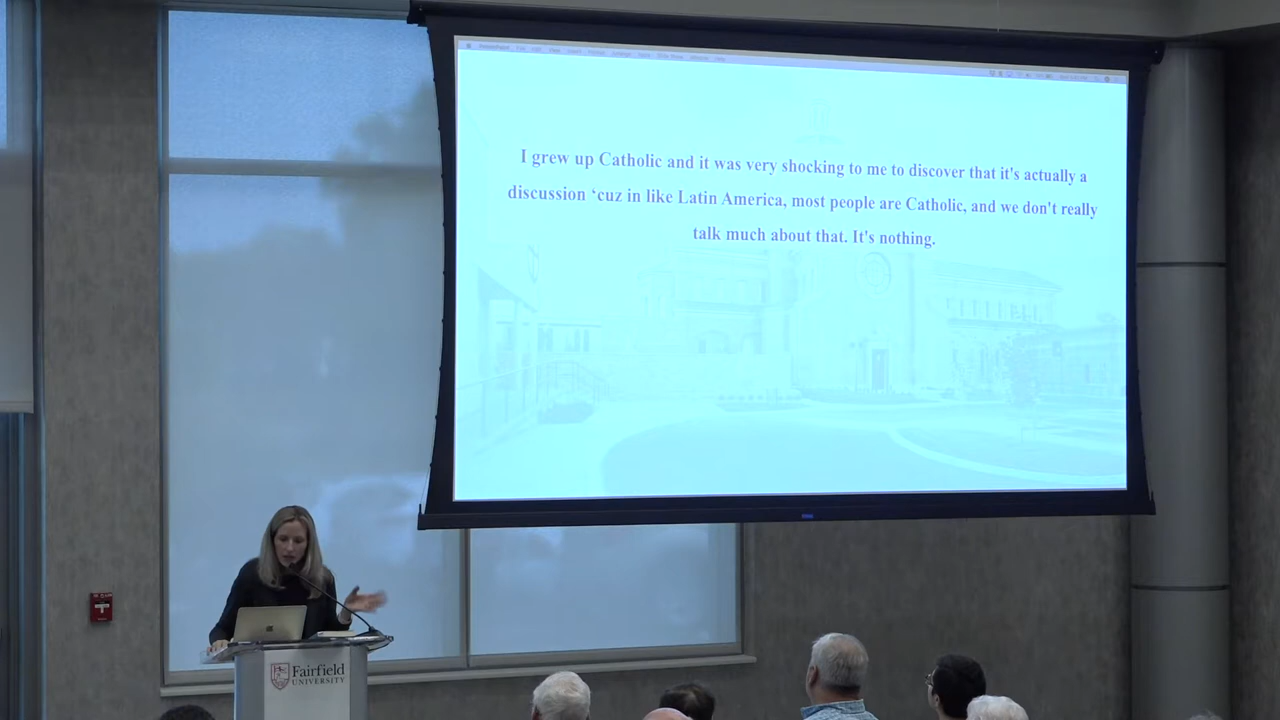 I grew up Catholic and it was very shocking to me to discover that it's actually a
discussion ‘cuz in like Latin America, most people are Catholic, and we don't really
talk much about that. It's nothing.
Fairfield
UNIVERSITY